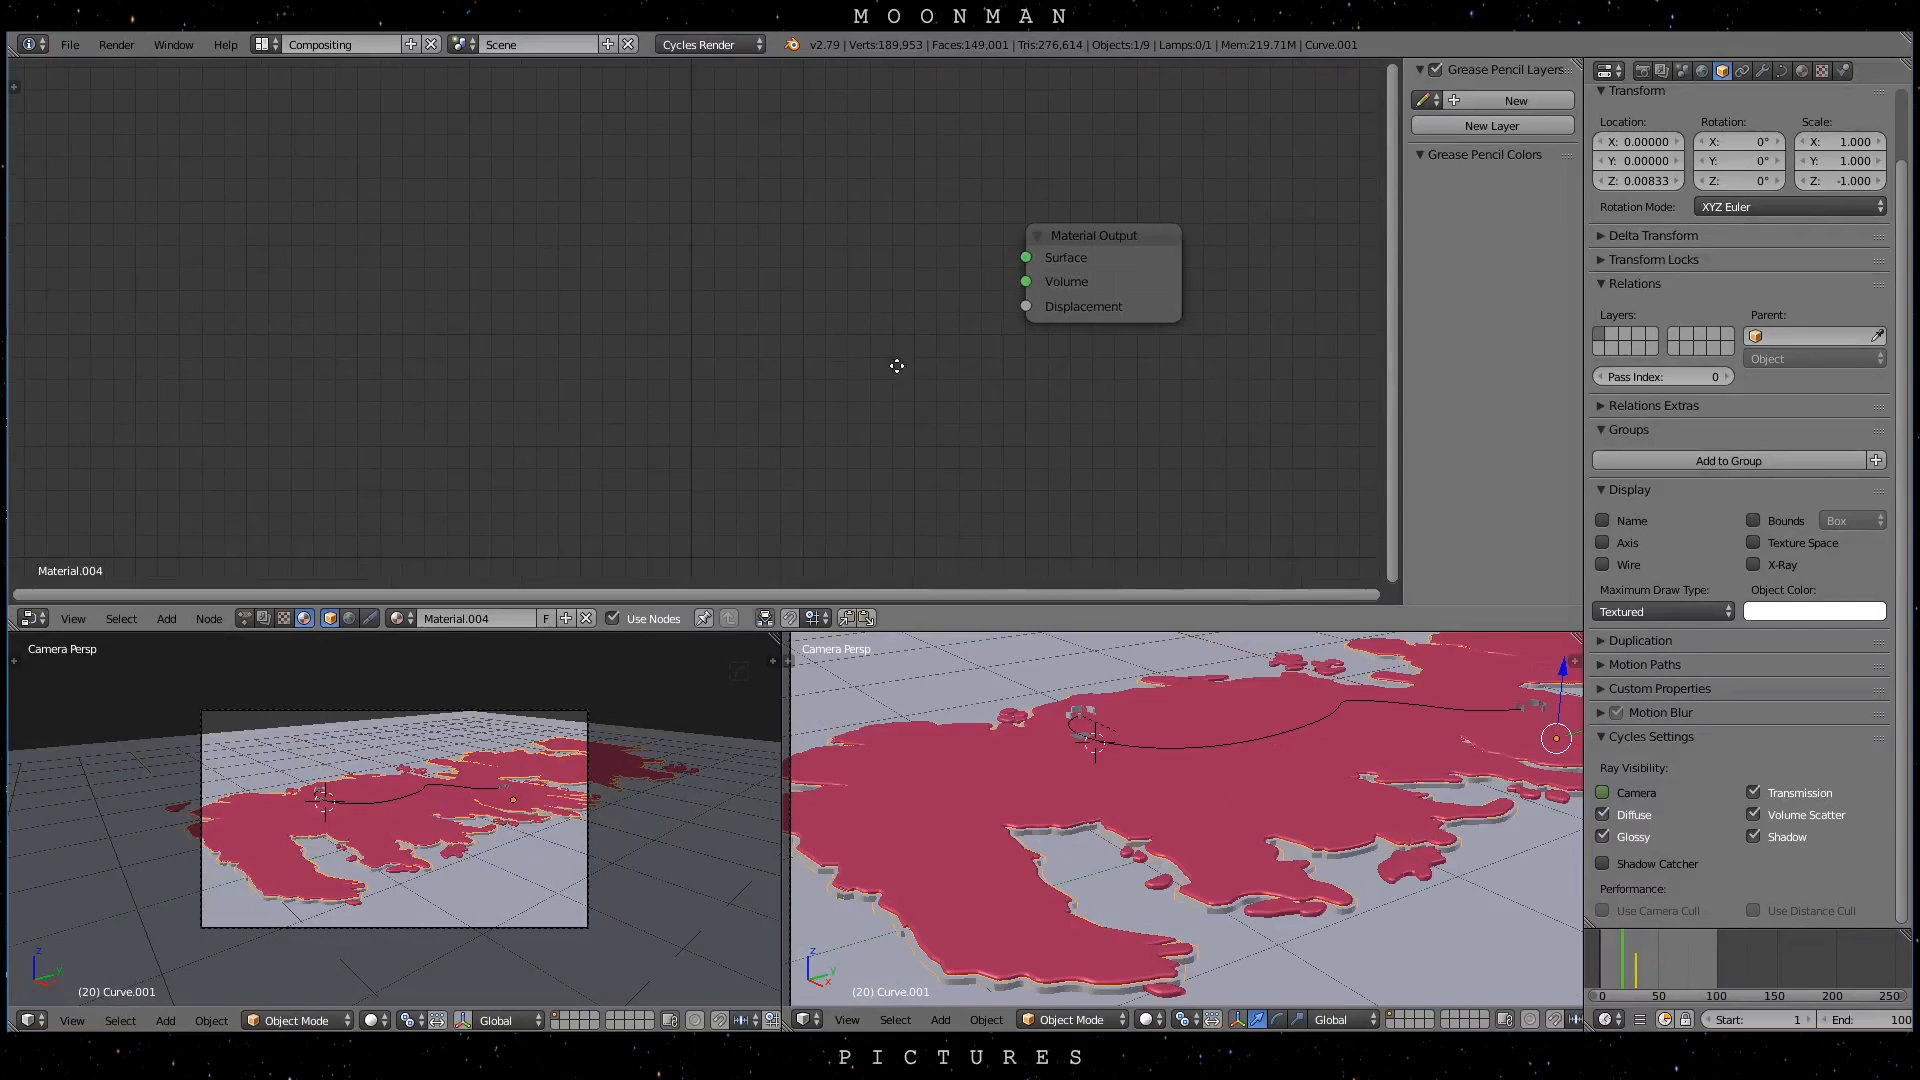 MOONMAN
File Render Window Help Compositing Scene Cycles Render v2.79 | Verts:189,953 | Faces:149,001 | Tris:276,614 | Objects:1/9 | Lamps:0/1 | Mem:219.71M | Curve.001
Grease Pencil Layers
New
New Layer
Grease Pencil Colors
Material Output
Surface
Volume
Displacement
Material.004
View Select Add Node Material.004 F Use Nodes
Transform
Location: Rotation: Scale:
X: 0.00000 X: 0° X: 1.000
Y: 0.00000 Y: 0° Y: 1.000
Z: 0.00833 Z: 0° Z: -1.000
Rotation Mode: XYZ Euler
Delta Transform
Transform Locks
Relations
Layers: Parent:
Object
Pass Index: 0
Relations Extras
Groups
Add to Group
Display
Name Bounds Box
Axis Texture Space
Wire X-Ray
Maximum Draw Type: Object Color:
Textured
Duplication
Motion Paths
Custom Properties
Motion Blur
Cycles Settings
Ray Visibility:
Camera Transmission
Diffuse Volume Scatter
Glossy Shadow
Shadow Catcher
Performance:
Use Camera Cull Use Distance Cull
Camera Persp
z
y
x
(20) Curve.001
View Select Add Object Object Mode Global
Camera Persp
z
y
x
(20) Curve.001
View Select Add Object Object Mode Global
0 50 100 150 200 250
Start: 1 End: 100
PICTURES